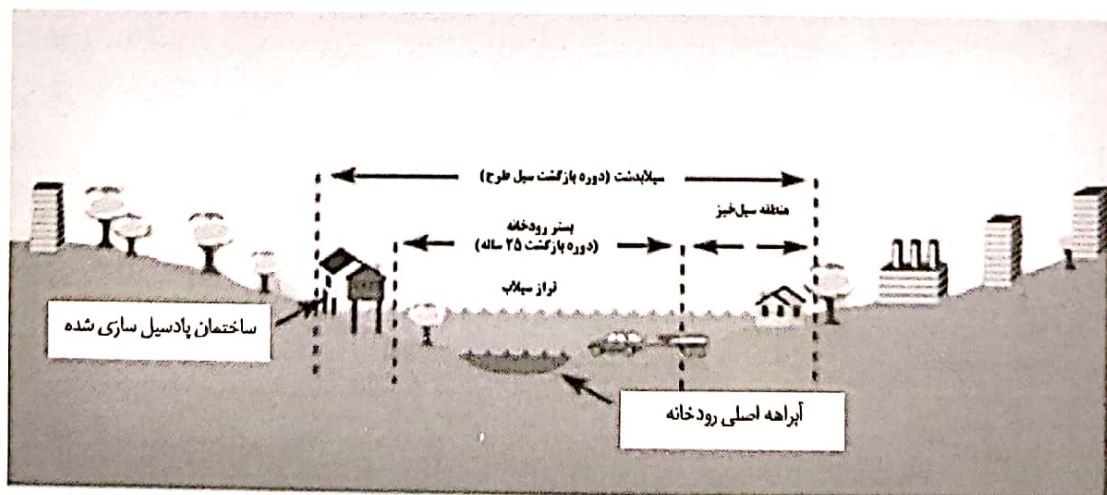 سیلابدشت (دوره بازگشت سیل طرح)
منطقه سیل‌خیز
بستر رودخانه
(دوره بازگشت ۲۵ ساله)
تراز سیلاب
ساختمان پادسیل سازی شده
آبراهه اصلی رودخانه